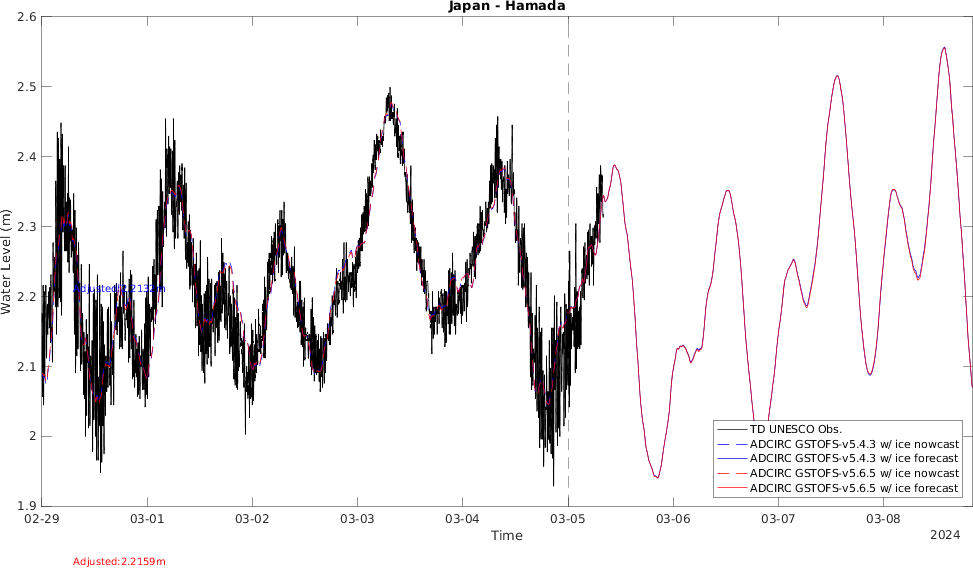 Japan - Hamada
Water Level (m)
2.6
2.5
2.4
2.3
2.2
2.1
2
1.9
Adjusted:2.2132m
TD UNESCO Obs.
ADCIRC GSTOFS-v5.4.3 w/ ice nowcast
ADCIRC GSTOFS-v5.4.3 w/ ice forecast
ADCIRC GSTOFS-v5.6.5 w/ ice nowcast
ADCIRC GSTOFS-v5.6.5 w/ ice forecast
02-29 03-01 03-02 03-03 03-04 03-05 03-06 03-07 03-08
Time
2024
Adjusted:2.2159m